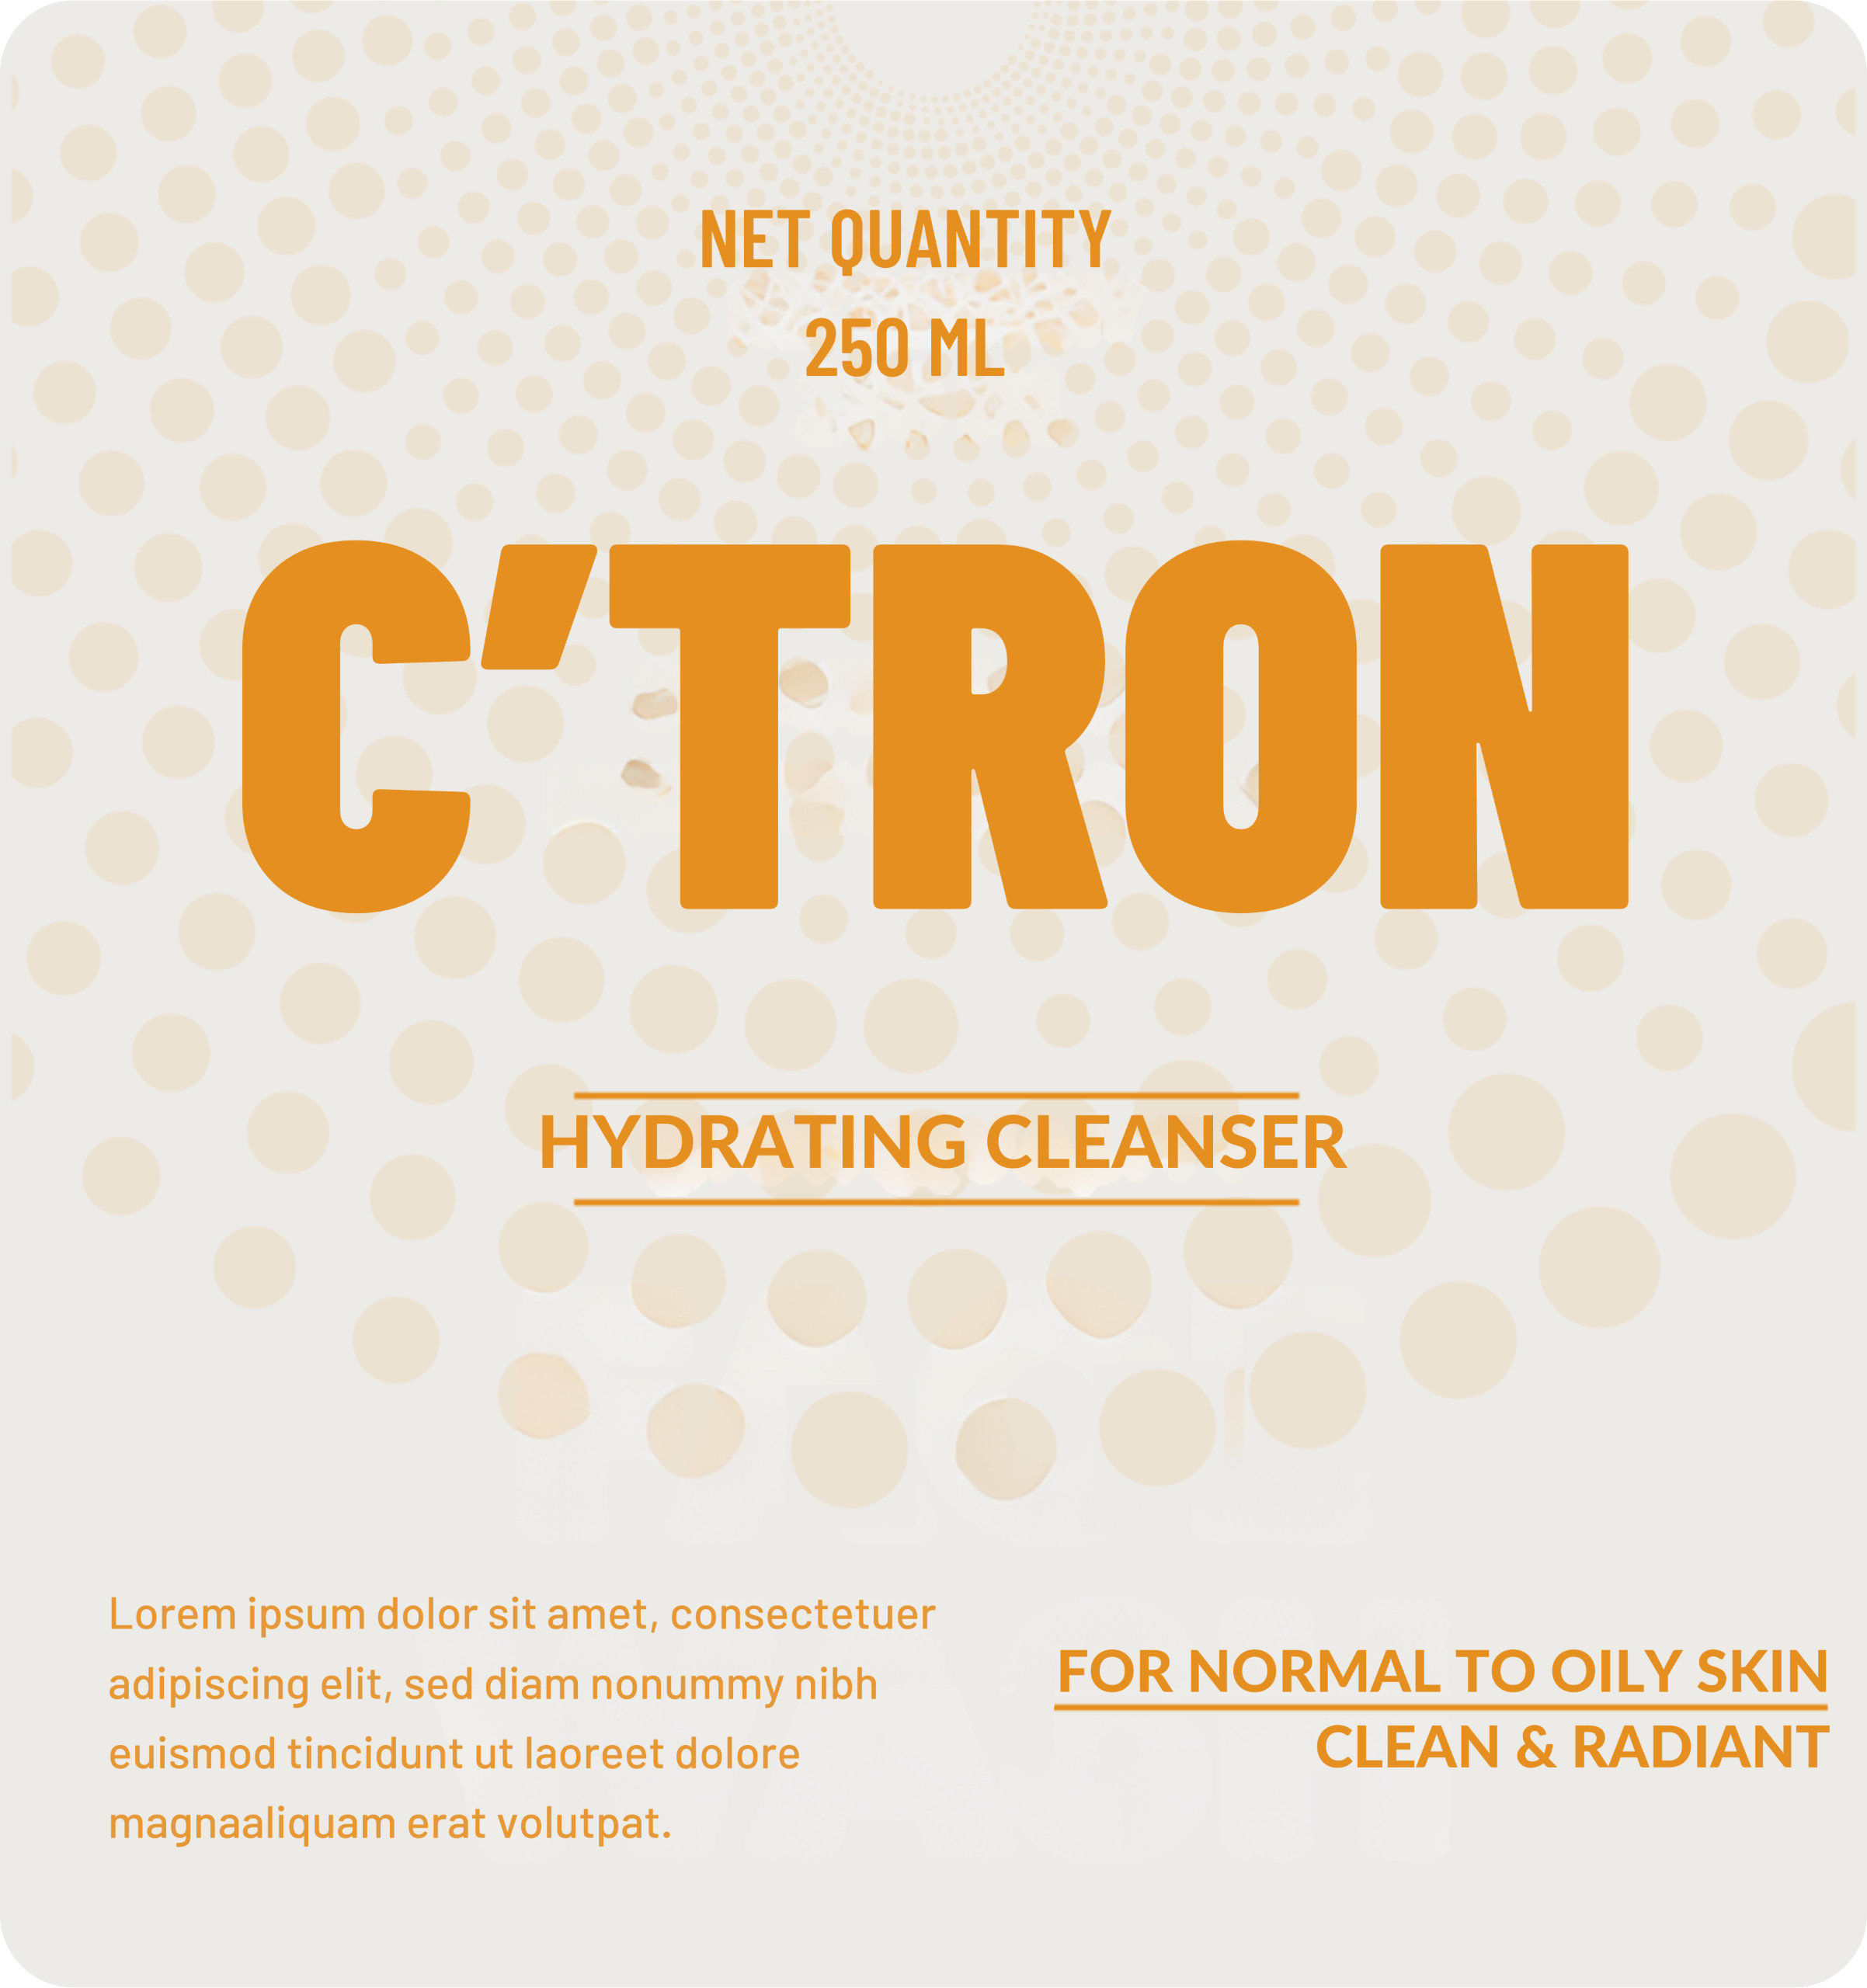 NET QUANTITY
250 ML
C'TRON
HYDRATING CLEANSER
Lorem ipsum dolor sit amet, consectetuer
adipiscing elit, sed diam nonummy nibh
euismod tincidunt ut laoreet dolore
magnaaliquam erat volutpat.
FOR NORMAL TO OILY SKIN
CLEAN & RADIANT